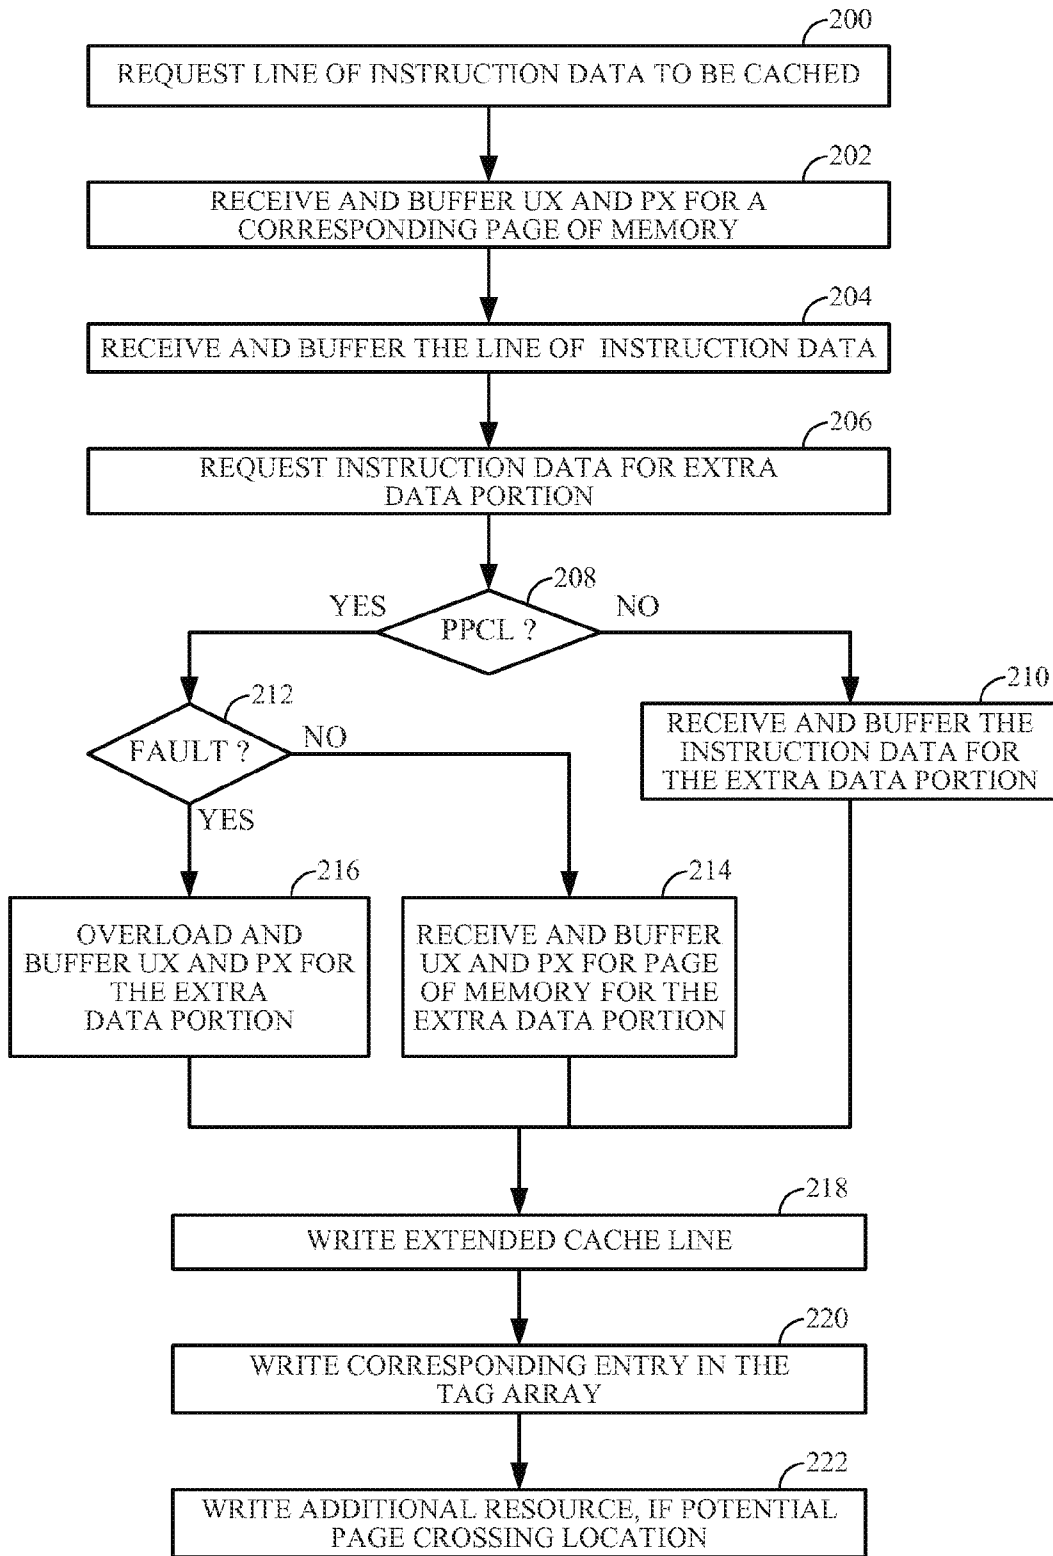 200
REQUEST LINE OF INSTRUCTION DATA TO BE CACHED
202
RECEIVE AND BUFFER UX AND PX FOR A
CORRESPONDING PAGE OF MEMORY
204
RECEIVE AND BUFFER THE LINE OF INSTRUCTION DATA
206
REQUEST INSTRUCTION DATA FOR EXTRA
DATA PORTION
208
YES
NO
PPCL ?
212
210
FAULT ?
NO
YES
RECEIVE AND BUFFER THE
INSTRUCTION DATA FOR
THE EXTRA DATA PORTION
216
OVERLOAD AND
BUFFER UX AND PX FOR
THE EXTRA
DATA PORTION
214
RECEIVE AND BUFFER
UX AND PX FOR PAGE
OF MEMORY FOR THE
EXTRA DATA PORTION
218
WRITE EXTENDED CACHE LINE
220
WRITE CORRESPONDING ENTRY IN THE
TAG ARRAY
222
WRITE ADDITIONAL RESOURCE, IF POTENTIAL
PAGE CROSSING LOCATION